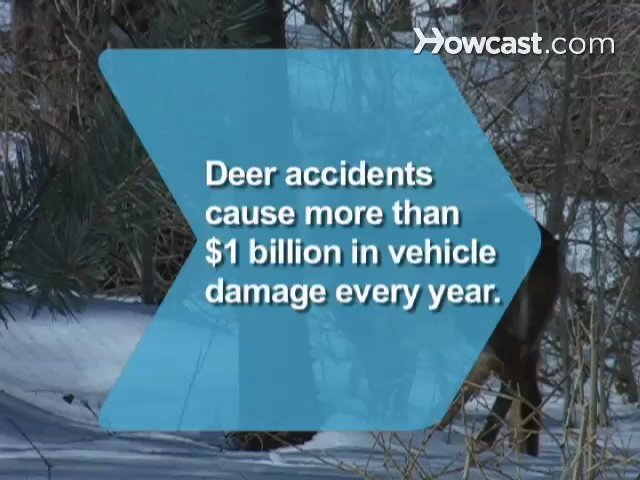 Howcast.com
Deer accidents
cause more than
$1 billion in vehicle
damage every year.